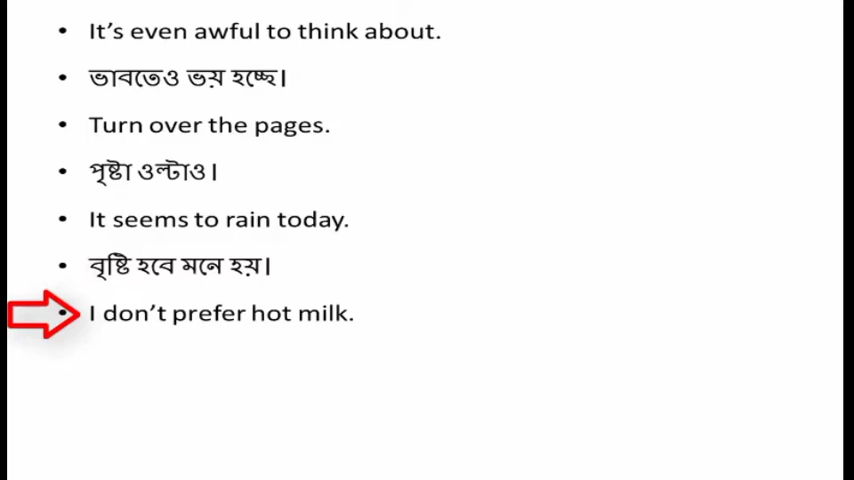 • It's even awful to think about.
• ভাবতেও ভয় হচ্ছে।
• Turn over the pages.
• পৃষ্টা ওল্টাও।
• It seems to rain today.
• বৃষ্টি হবে মনে হয়।
• I don't prefer hot milk.